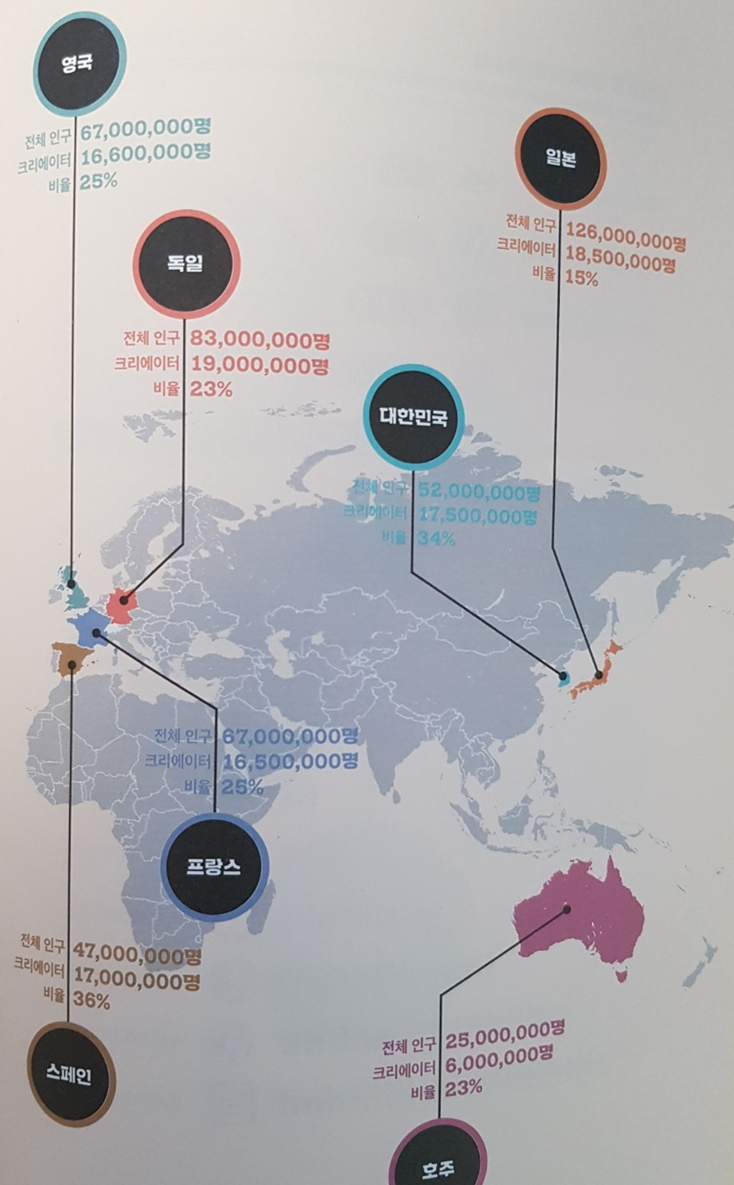 영국
전체 인구 67,000,000명
크리에이터 16,600,000명
비율 25%
일본
전체 인구 126,000,000명
크리에이터 18,500,000명
비율 15%
독일
전체 인구 83,000,000명
크리에이터 19,000,000명
비율 23%
대한민국
전체 인구 52,000,000명
크리에이터 17,500,000명
비율 34%
전체 인구 67,000,000명
크리에이터 16,500,000명
비율 25%
프랑스
전체 인구 47,000,000명
크리에이터 17,000,000명
비율 36%
스페인
전체 인구 25,000,000명
크리에이터 6,000,000명
비율 23%
호주